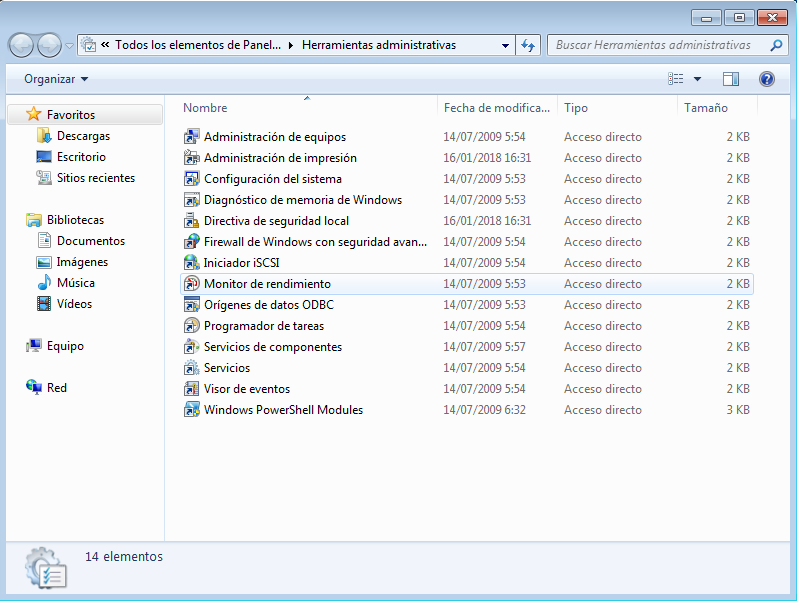 « Todos los elementos de Panel... Herramientas administrativas Buscar Herramientas administrativas
Organizar
Favoritos
Descargas
Escritorio
Sitios recientes
Bibliotecas
Documentos
Imágenes
Música
Vídeos
Equipo
Red
Nombre Fecha de modifica... Tipo Tamaño
Administración de equipos 14/07/2009 5:54 Acceso directo 2 KB
Administración de impresión 16/01/2018 16:31 Acceso directo 2 KB
Configuración del sistema 14/07/2009 5:53 Acceso directo 2 KB
Diagnóstico de memoria de Windows 14/07/2009 5:53 Acceso directo 2 KB
Directiva de seguridad local 16/01/2018 16:31 Acceso directo 2 KB
Firewall de Windows con seguridad avan... 14/07/2009 5:54 Acceso directo 2 KB
Iniciador iSCSI 14/07/2009 5:54 Acceso directo 2 KB
Monitor de rendimiento 14/07/2009 5:53 Acceso directo 2 KB
Orígenes de datos ODBC 14/07/2009 5:53 Acceso directo 2 KB
Programador de tareas 14/07/2009 5:54 Acceso directo 2 KB
Servicios de componentes 14/07/2009 5:57 Acceso directo 2 KB
Servicios 14/07/2009 5:54 Acceso directo 2 KB
Visor de eventos 14/07/2009 5:54 Acceso directo 2 KB
Windows PowerShell Modules 14/07/2009 6:32 Acceso directo 3 KB
14 elementos